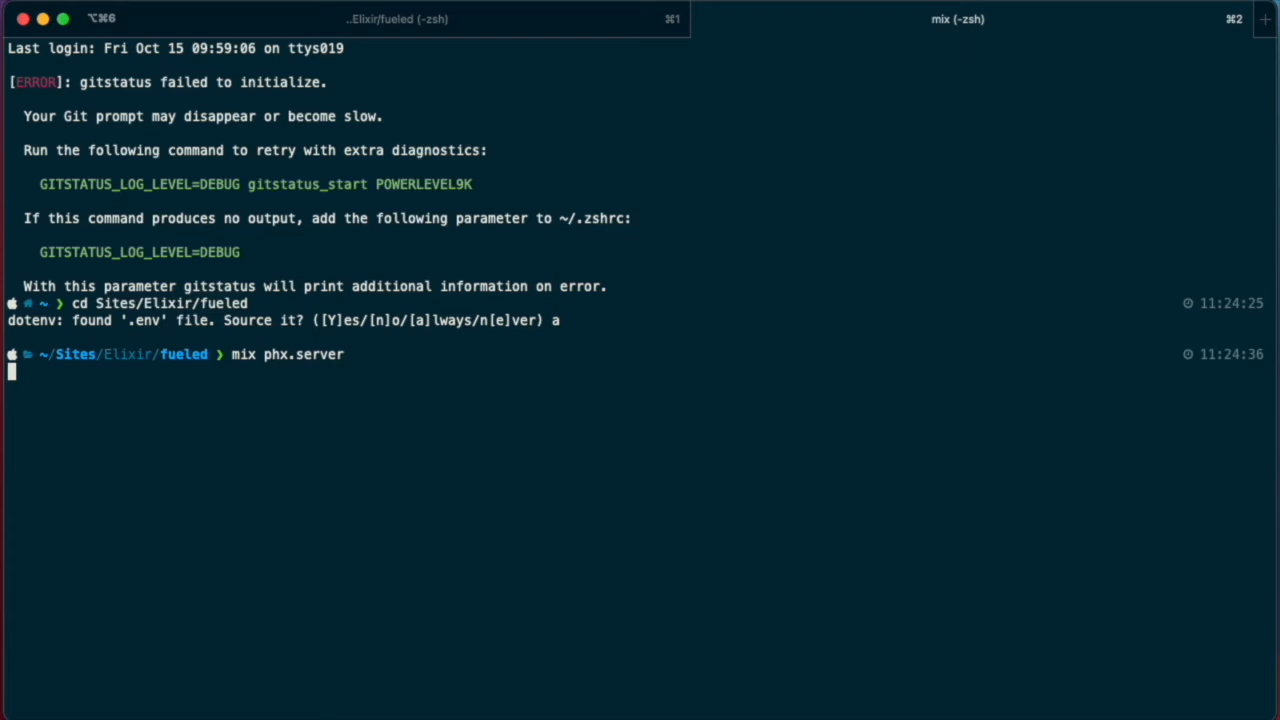 ⌥⌘6
..Elixir/fueled (-zsh)
⌘1
mix (-zsh)
⌘2
Last login: Fri Oct 15 09:59:06 on ttys019
[ERROR]: gitstatus failed to initialize.
Your Git prompt may disappear or become slow.
Run the following command to retry with extra diagnostics:
GITSTATUS_LOG_LEVEL=DEBUG gitstatus_start POWERLEVEL9K
If this command produces no output, add the following parameter to ~/.zshrc:
GITSTATUS_LOG_LEVEL=DEBUG
With this parameter gitstatus will print additional information on error.
~ ❯ cd Sites/Elixir/fueled 11:24:25
dotenv: found '.env' file. Source it? ([Y]es/[n]o/[a]lways/n[e]ver) a
~/Sites/Elixir/fueled ❯ mix phx.server 11:24:36